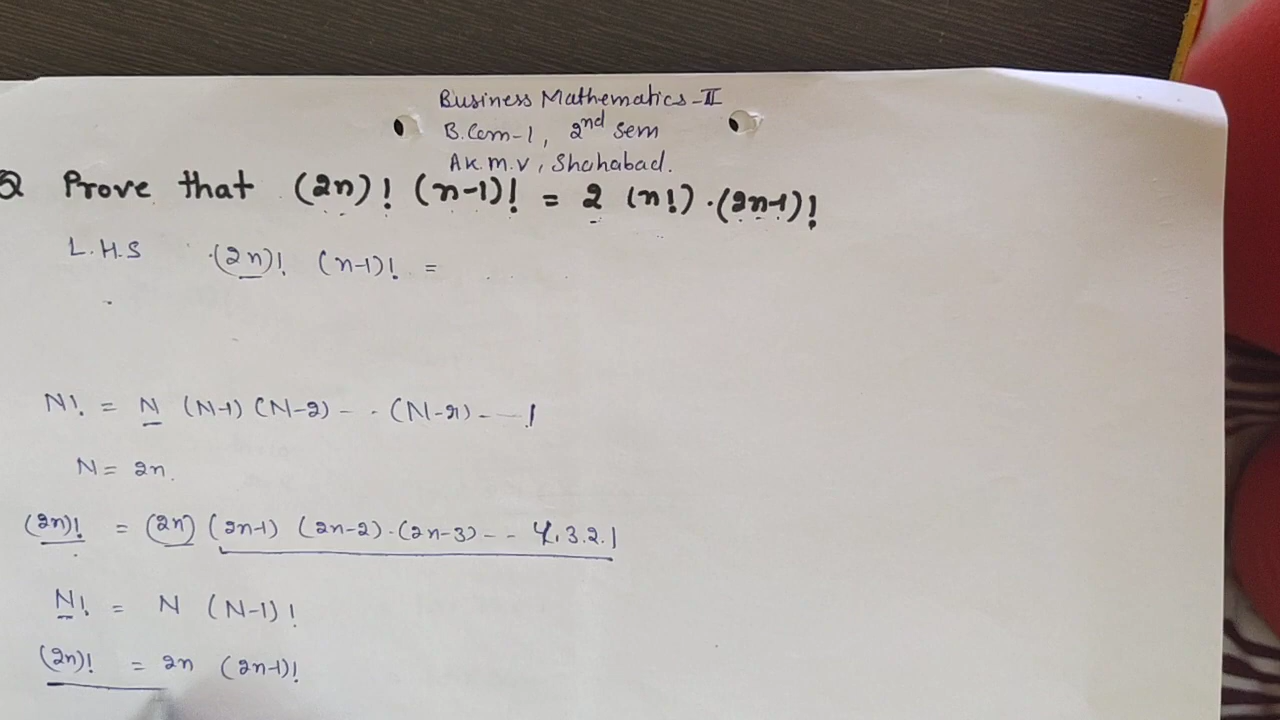 Business Mathematics-II
B.Com-1, 2nd Sem
Ak.M.V, Shahabad.
Q Prove that (2n)! (n-1)! = 2 (n!) · (2n-1)!
L.H.S (2n)! (n-1)! =
N! = N (N-1) (N-2) - - (N-r) - - - 1
N = 2n.
(2n)! = (2n) (2n-1) (2n-2) · (2n-3) - - 4.3.2.1
N! = N (N-1)!
(2n)! = 2n (2n-1)!